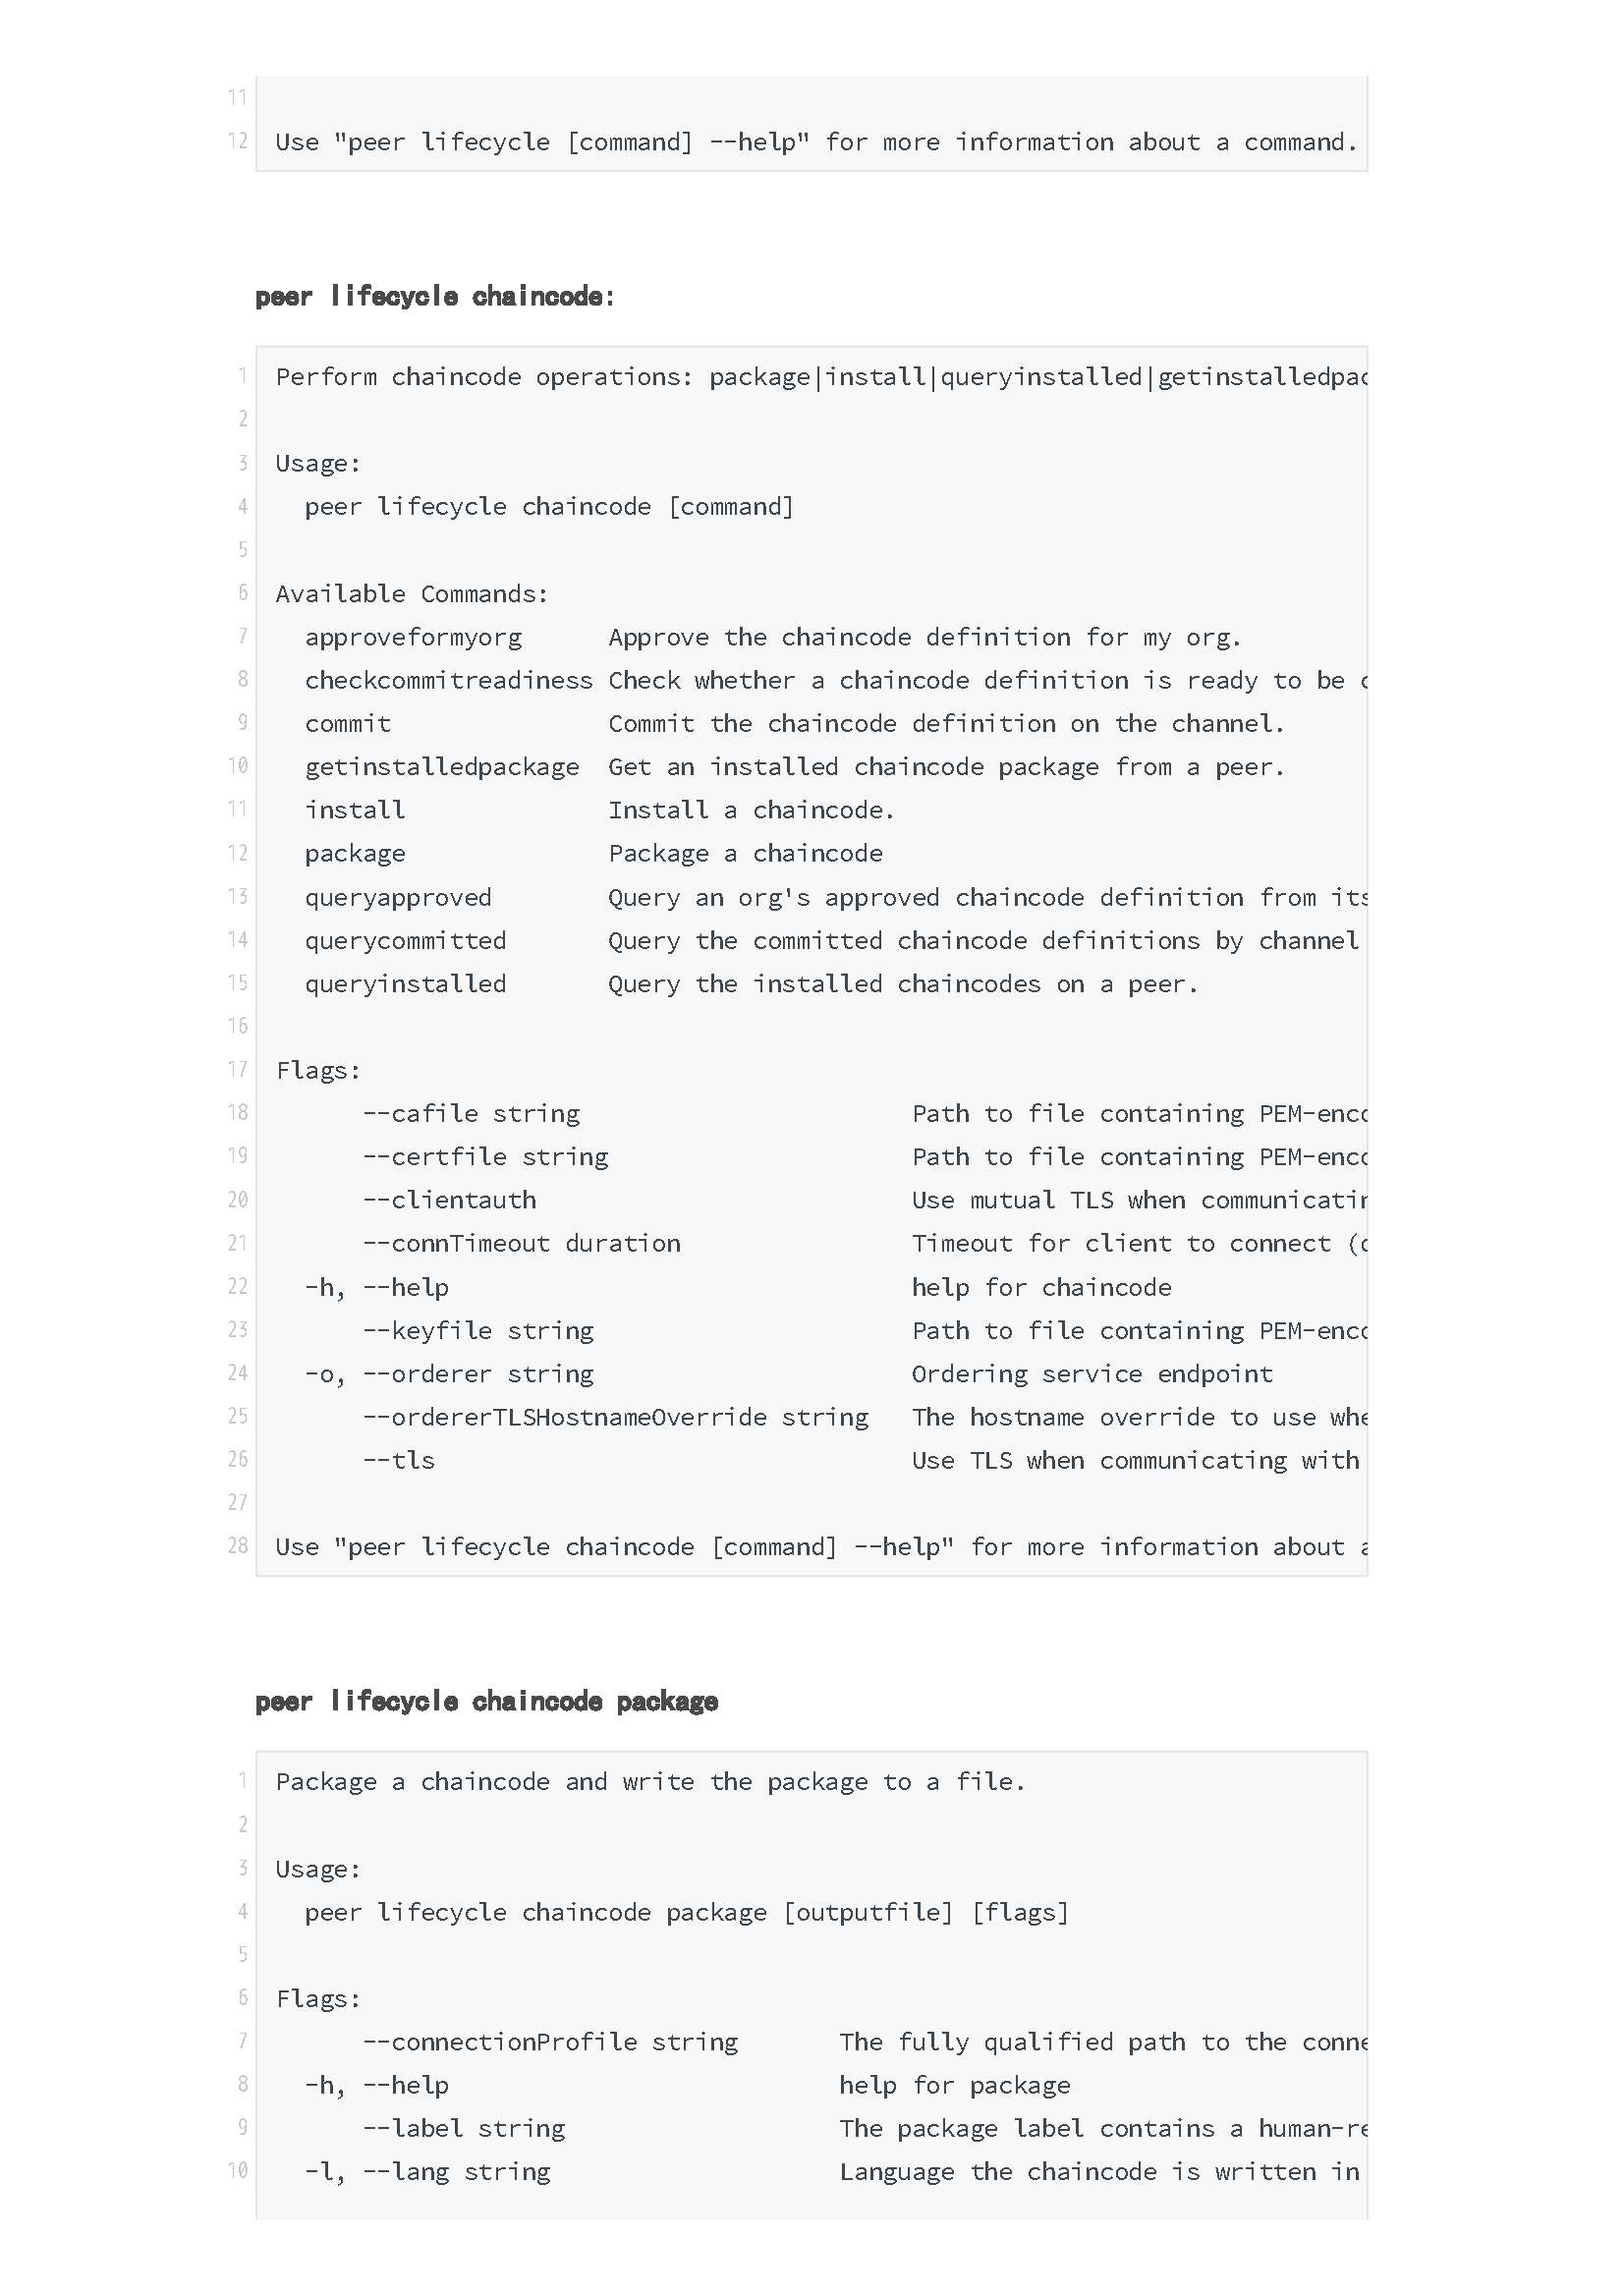 11
12 Use "peer lifecycle [command] --help" for more information about a command.
peer lifecycle chaincode:
1 Perform chaincode operations: package|install|queryinstalled|getinstalledpac
2
3 Usage:
4   peer lifecycle chaincode [command]
5
6 Available Commands:
7   approveformyorg      Approve the chaincode definition for my org.
8   checkcommitreadiness Check whether a chaincode definition is ready to be c
9   commit               Commit the chaincode definition on the channel.
10   getinstalledpackage  Get an installed chaincode package from a peer.
11   install              Install a chaincode.
12   package              Package a chaincode
13   queryapproved        Query an org's approved chaincode definition from its
14   querycommitted       Query the committed chaincode definitions by channel
15   queryinstalled       Query the installed chaincodes on a peer.
16
17 Flags:
18       --cafile string                       Path to file containing PEM-enco
19       --certfile string                     Path to file containing PEM-enco
20       --clientauth                          Use mutual TLS when communicatin
21       --connTimeout duration                Timeout for client to connect (d
22   -h, --help                                help for chaincode
23       --keyfile string                      Path to file containing PEM-enco
24   -o, --orderer string                      Ordering service endpoint
25       --ordererTLSHostnameOverride string   The hostname override to use whe
26       --tls                                 Use TLS when communicating with
27
28 Use "peer lifecycle chaincode [command] --help" for more information about a
peer lifecycle chaincode package
1 Package a chaincode and write the package to a file.
2
3 Usage:
4   peer lifecycle chaincode package [outputfile] [flags]
5
6 Flags:
7       --connectionProfile string       The fully qualified path to the conne
8   -h, --help                           help for package
9       --label string                   The package label contains a human-re
10   -l, --lang string                    Language the chaincode is written in